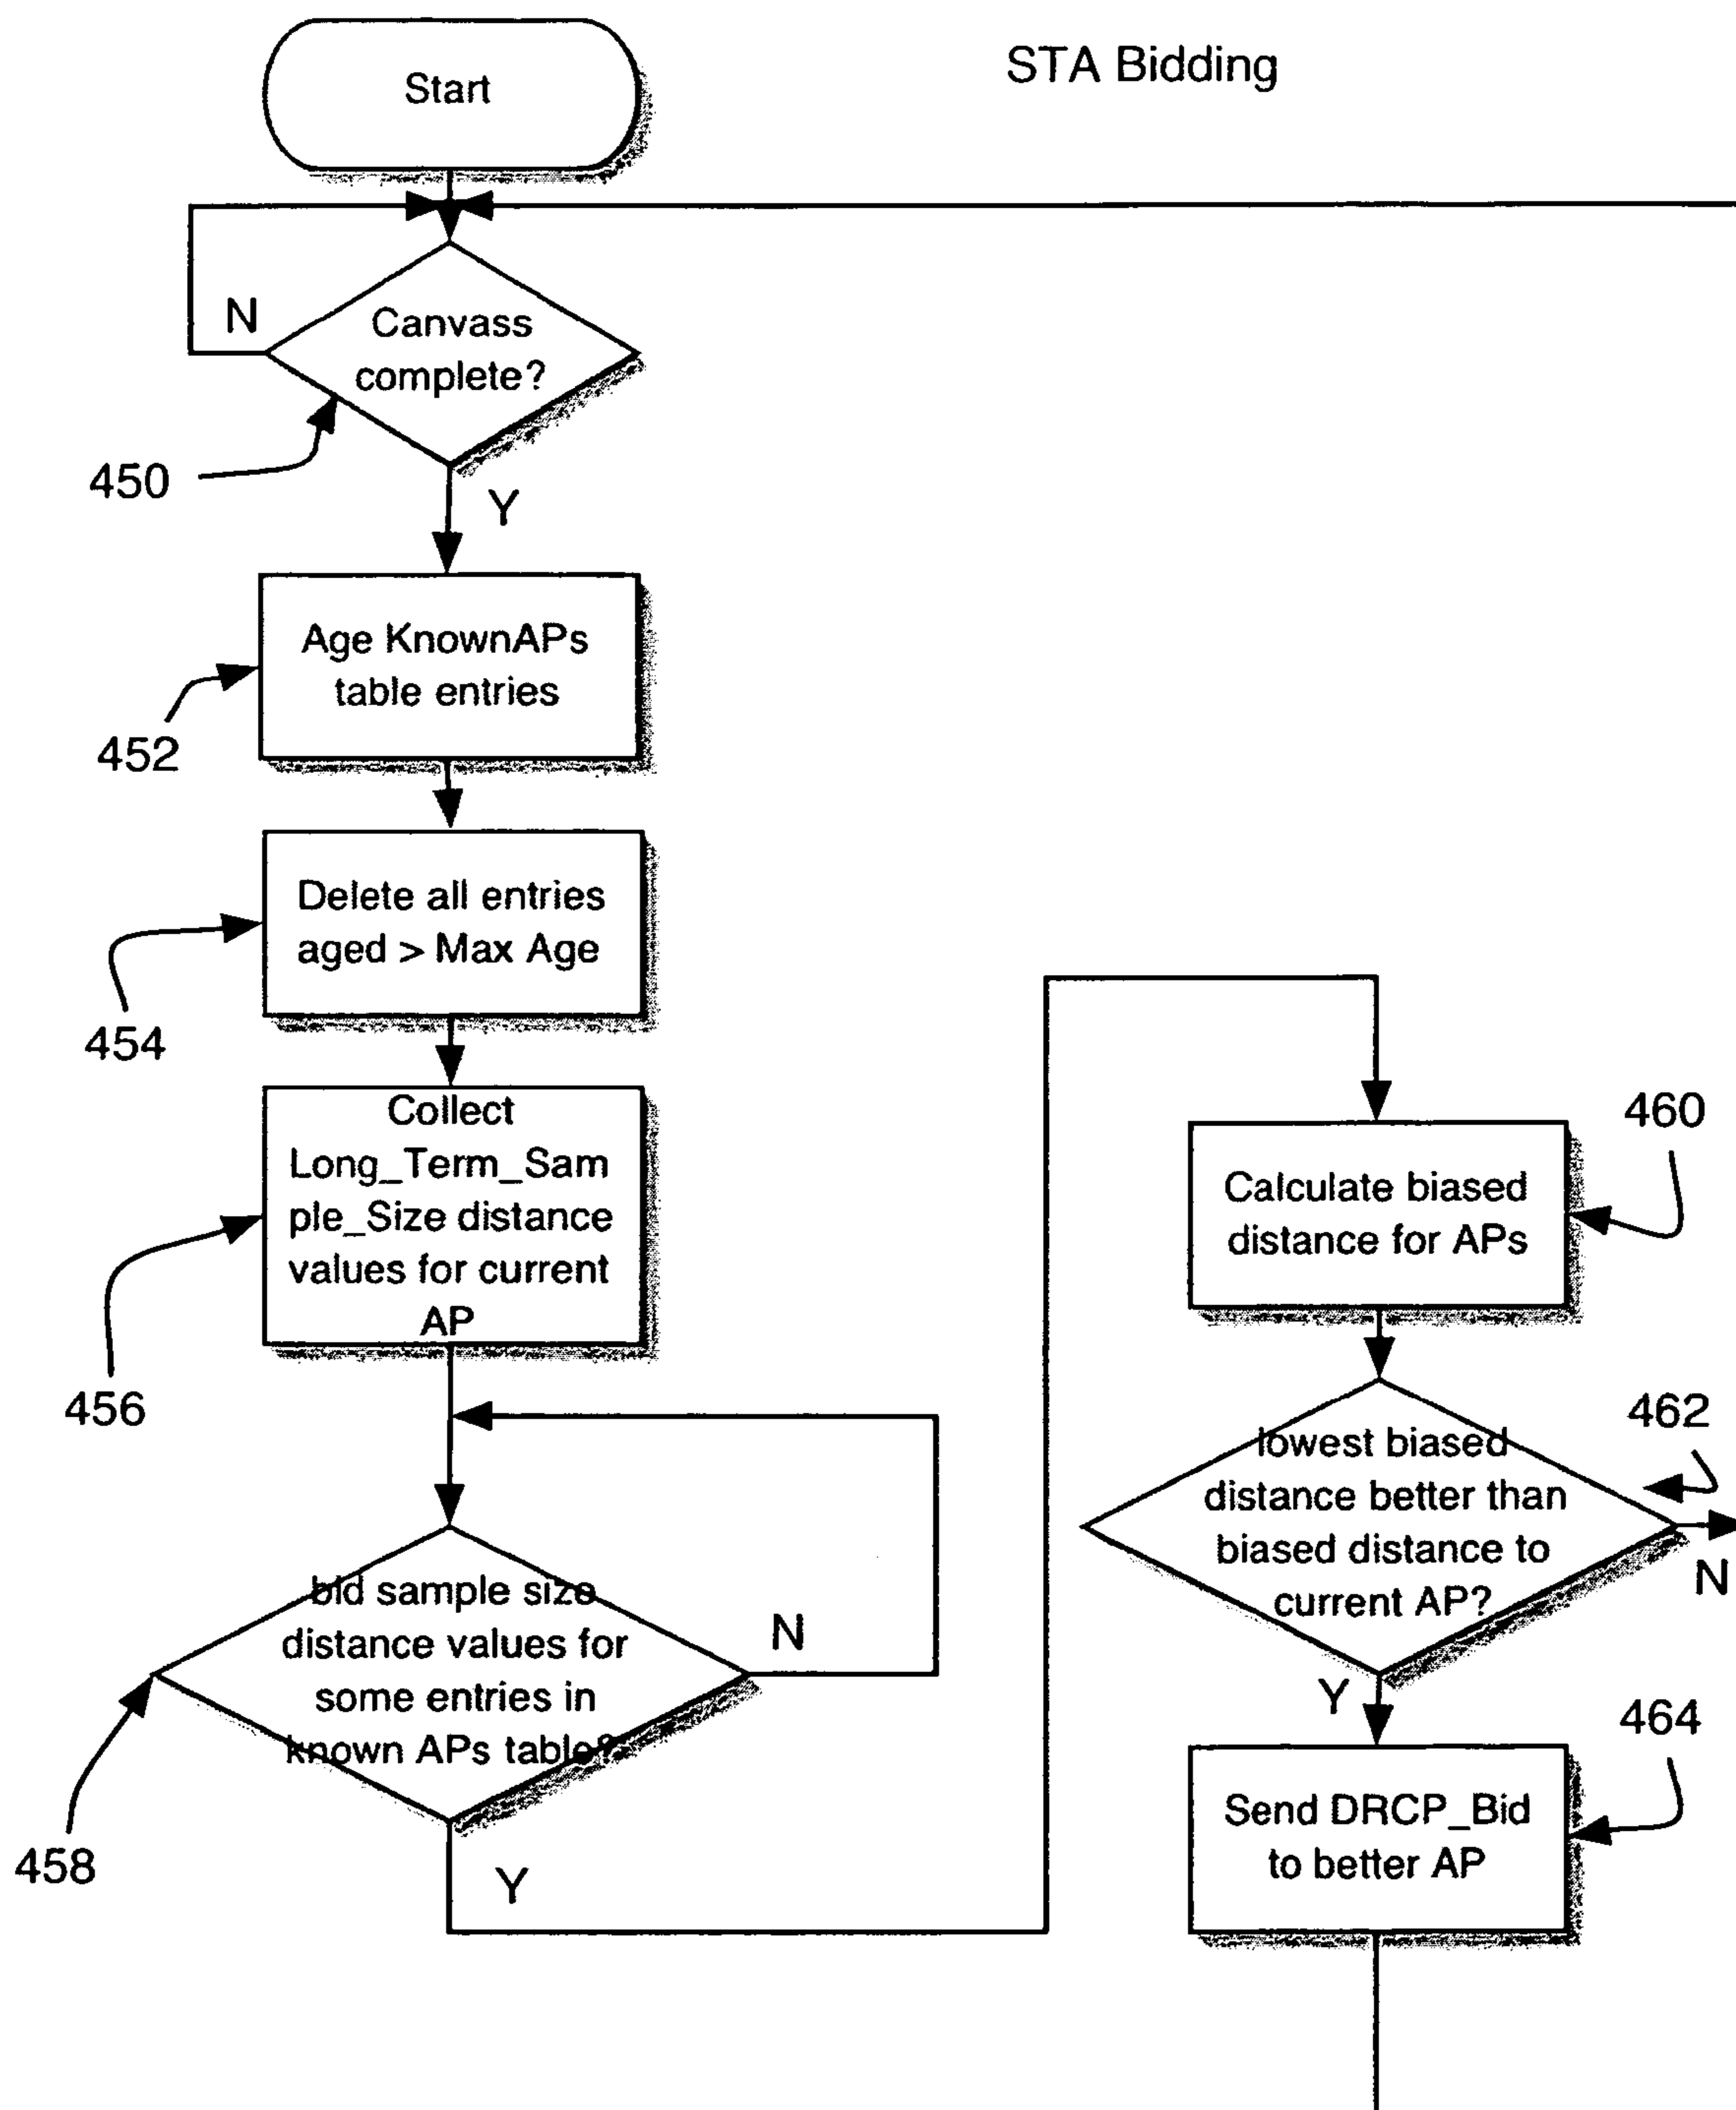 STA Bidding
Start
N
Canvass
complete?
450
Y
Age KnownAPs
table entries
452
Delete all entries
aged > Max Age
454
Collect
Long_Term_Sam
ple_Size distance
values for current
AP
456
bid sample size
distance values for
some entries in
known APs table?
N
458
Y
460
Calculate biased
distance for APs
462
lowest biased
distance better than
biased distance to
current AP?
N
Y
464
Send DRCP_Bid
to better AP